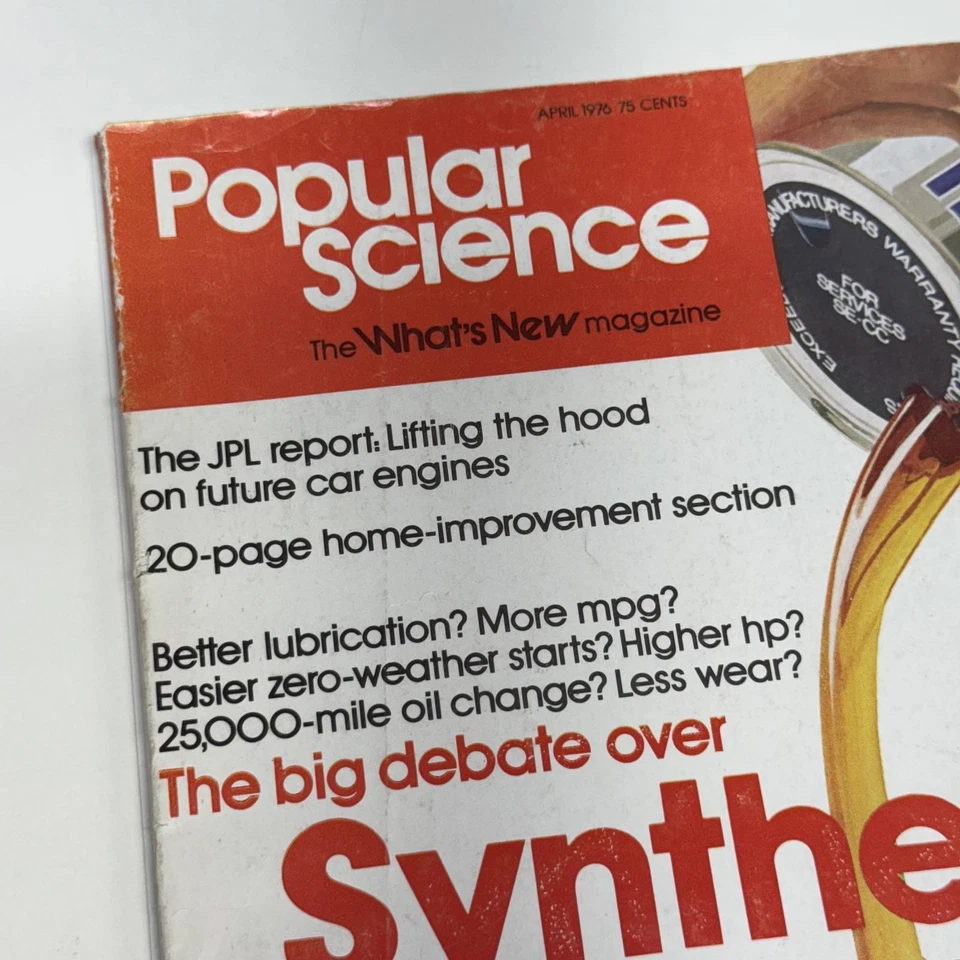 APRIL 1976 75 CENTS
Popular
Science
The What's New magazine
MANUFACTURERS WARRANTY
FOR
SERVICES
SE-CC
The JPL report: Lifting the hood
on future car engines
20-page home-improvement section
Better lubrication? More mpg?
Easier zero-weather starts? Higher hp?
25,000-mile oil change? Less wear?
The big debate over
Synthe